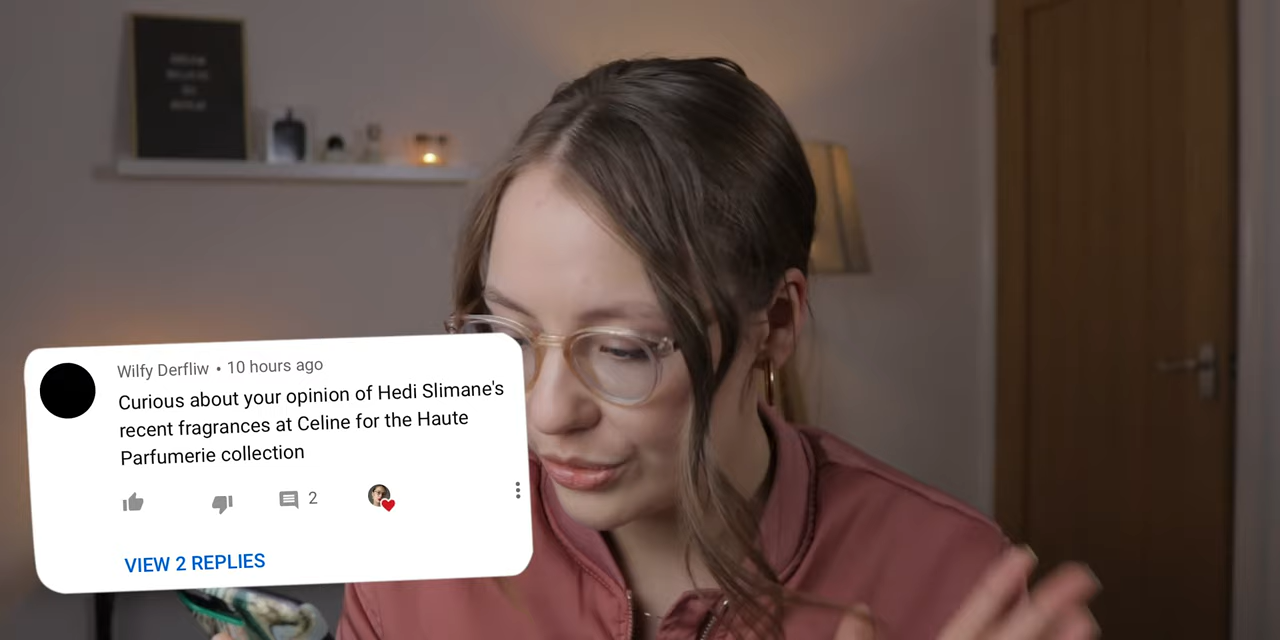 Wilfy Derfliw • 10 hours ago
Curious about your opinion of Hedi Slimane's
recent fragrances at Celine for the Haute
Parfumerie collection
2
VIEW 2 REPLIES